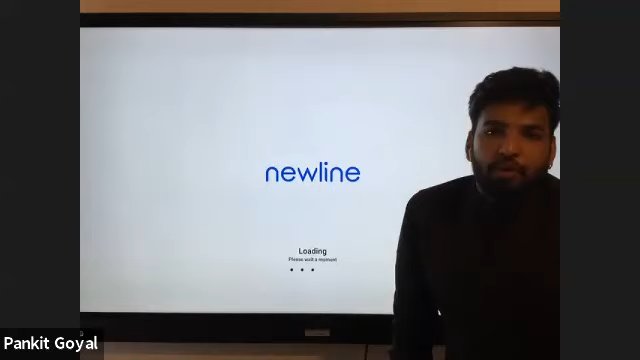 newline
Loading
Please wait a moment
Pankit Goyal